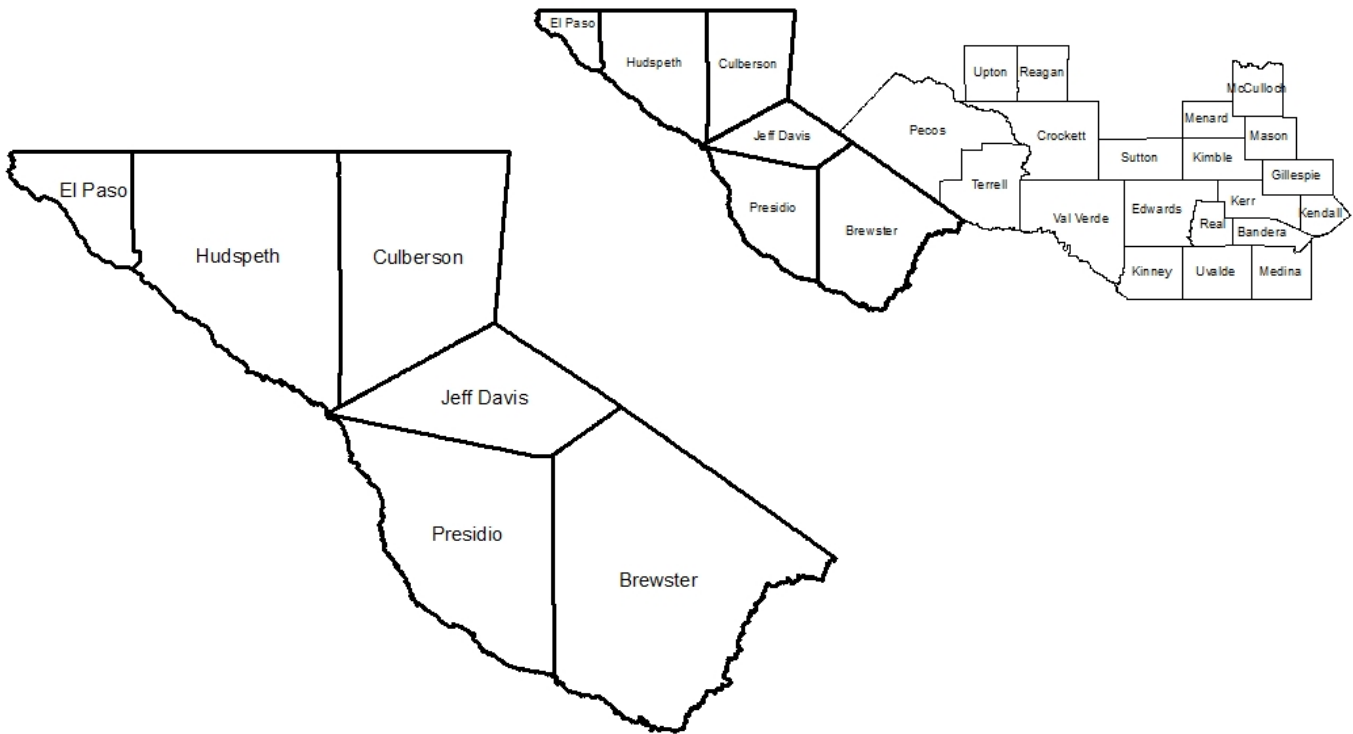 El Paso
Hudspeth
Culberson
Jeff Davis
Presidio
Brewster
Pecos
Terrell
Upton
Reagan
Crockett
Val Verde
Sutton
Edwards
Kinney
Menard
Kimble
Real
Uvalde
McCulloch
Mason
Gillespie
Kerr
Kendall
Bandera
Medina
El Paso
Hudspeth
Culberson
Jeff Davis
Presidio
Brewster